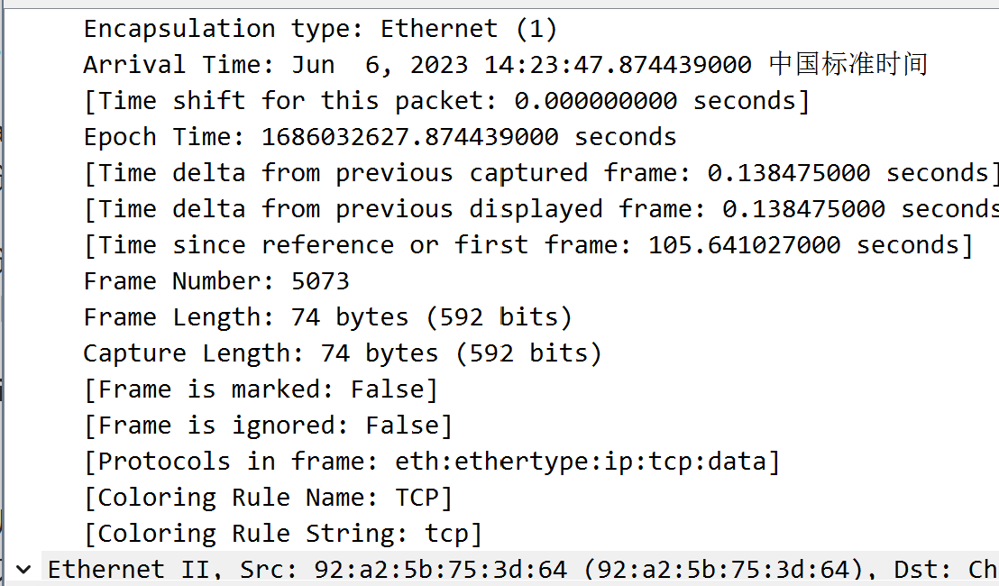 Encapsulation type: Ethernet (1)
Arrival Time: Jun  6, 2023 14:23:47.874439000 中国标准时间
[Time shift for this packet: 0.000000000 seconds]
Epoch Time: 1686032627.874439000 seconds
[Time delta from previous captured frame: 0.138475000 seconds]
[Time delta from previous displayed frame: 0.138475000 seconds
[Time since reference or first frame: 105.641027000 seconds]
Frame Number: 5073
Frame Length: 74 bytes (592 bits)
Capture Length: 74 bytes (592 bits)
[Frame is marked: False]
[Frame is ignored: False]
[Protocols in frame: eth:ethertype:ip:tcp:data]
[Coloring Rule Name: TCP]
[Coloring Rule String: tcp]
Ethernet II, Src: 92:a2:5b:75:3d:64 (92:a2:5b:75:3d:64), Dst: Ch